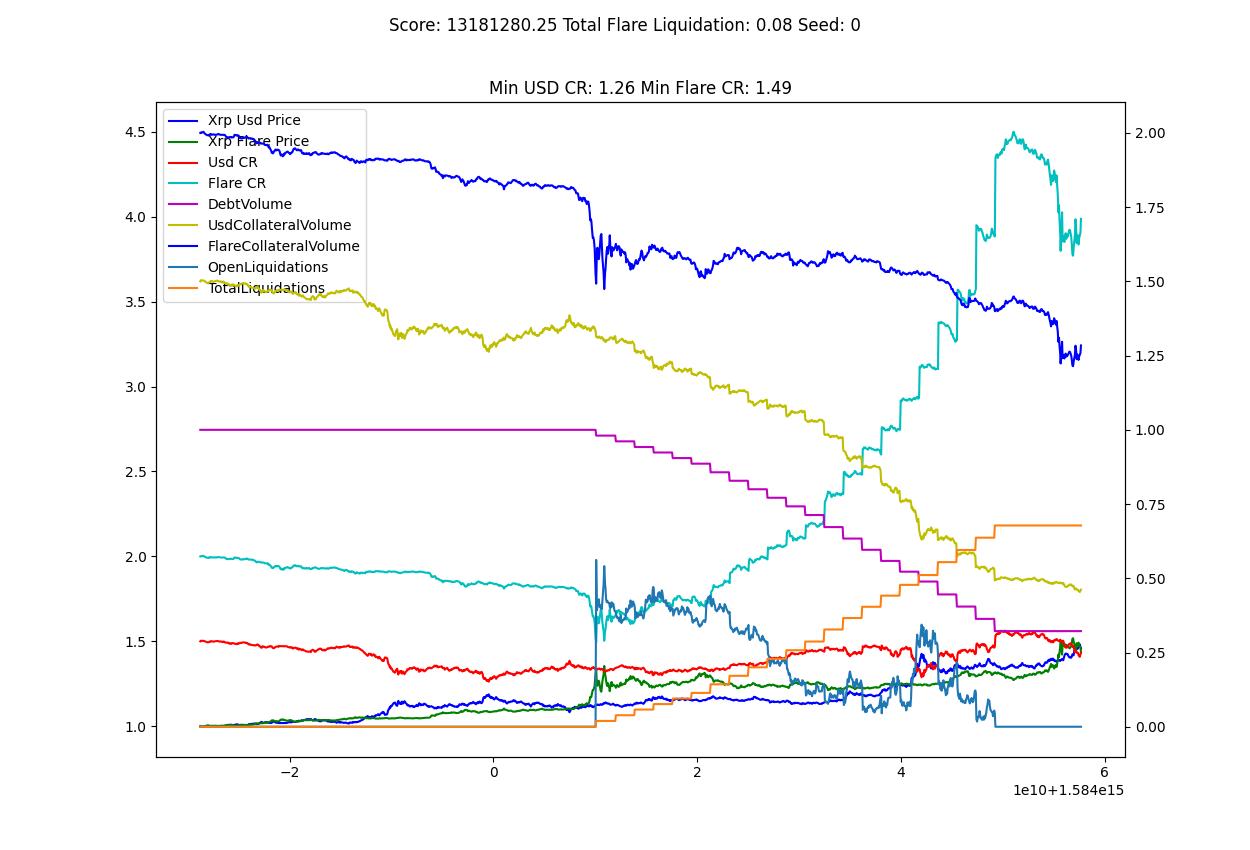 Score: 13181280.25 Total Flare Liquidation: 0.08 Seed: 0
Min USD CR: 1.26 Min Flare CR: 1.49
Xrp Usd Price
Xrp Flare Price
Usd CR
Flare CR
DebtVolume
UsdCollateralVolume
FlareCollateralVolume
OpenLiquidations
TotalLiquidations
4.5
4.0
3.5
3.0
2.5
2.0
1.5
1.0
2.00
1.75
1.50
1.25
1.00
0.75
0.50
0.25
0.00
−2
0
2
4
6
1e10+1.584e15